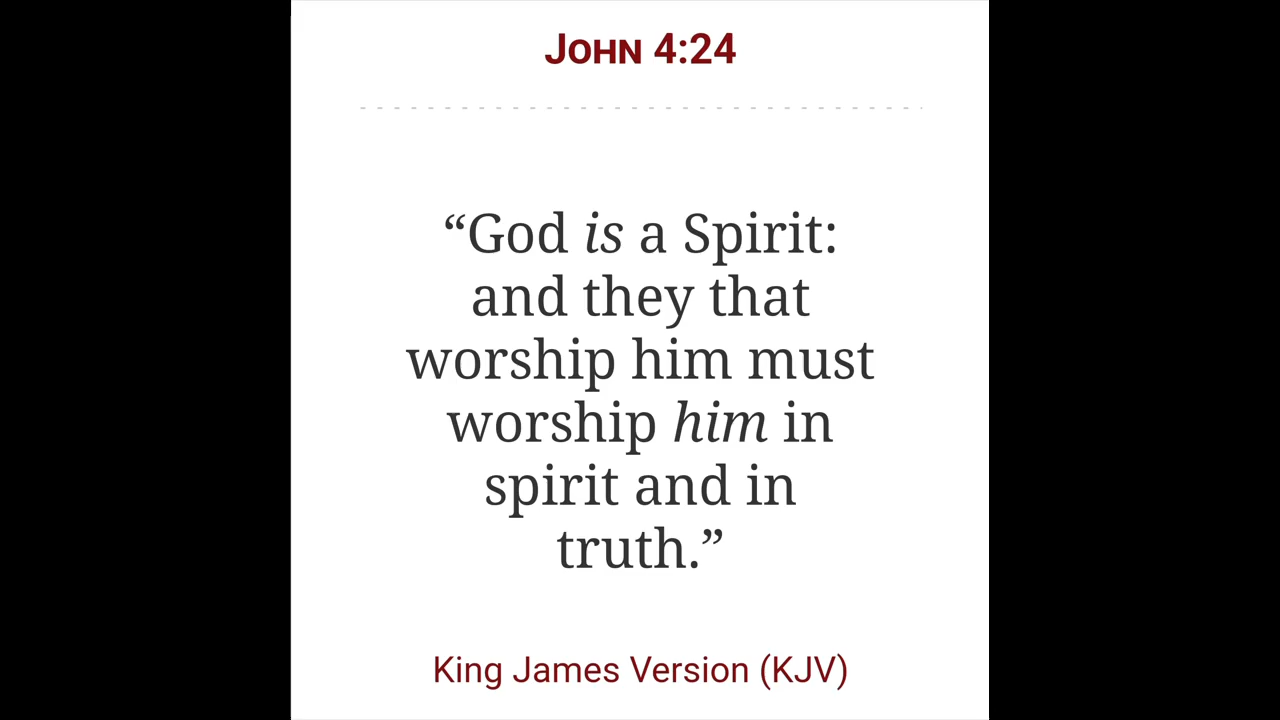 John 4:24
“God is a Spirit:
and they that
worship him must
worship him in
spirit and in
truth.”
King James Version (KJV)